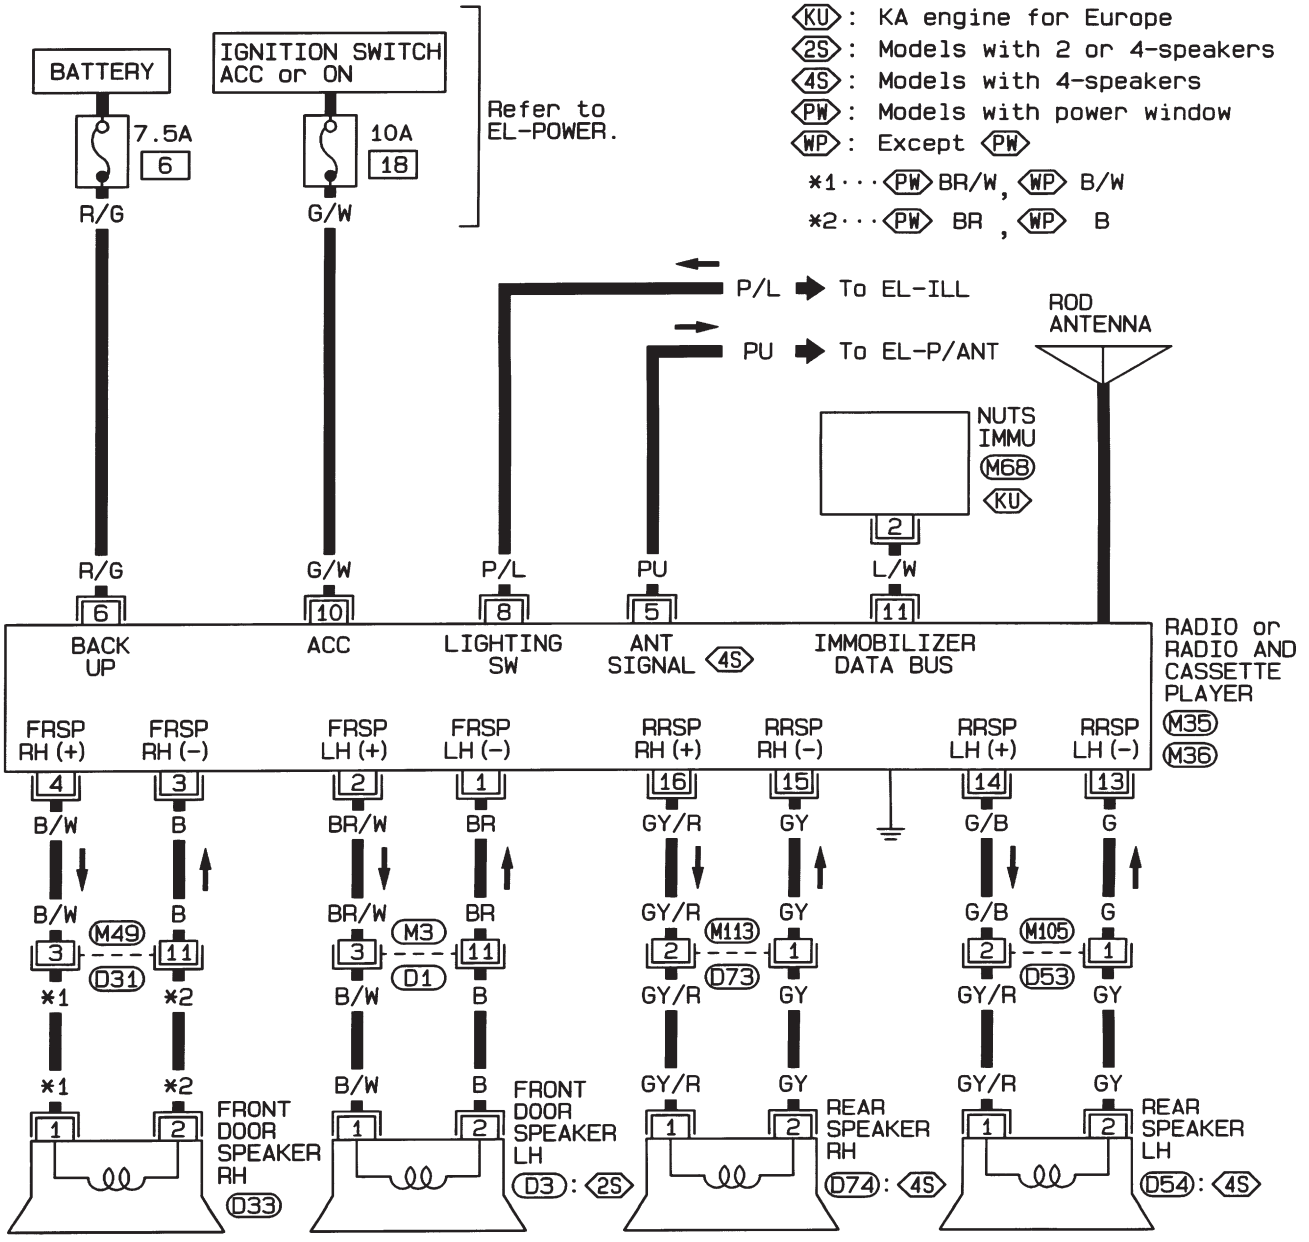 KU : KA engine for Europe
2S : Models with 2 or 4-speakers
4S : Models with 4-speakers
PW : Models with power window
WP : Except PW
*1··· PW BR/W, WP B/W
*2··· PW BR , WP B
BATTERY
IGNITION SWITCH
ACC or ON
Refer to
EL-POWER.
7.5A
6
10A
18
R/G
G/W
P/L To EL-ILL
PU To EL-P/ANT
ROD
ANTENNA
NUTS
IMMU
M68
KU
2
R/G G/W P/L PU L/W
6 10 8 5 11
BACK
UP
ACC
LIGHTING
SW
ANT
SIGNAL 4S
IMMOBILIZER
DATA BUS
RADIO or
RADIO AND
CASSETTE
PLAYER
M35
M36
FRSP
RH (+)
FRSP
RH (-)
FRSP
LH (+)
FRSP
LH (-)
RRSP
RH (+)
RRSP
RH (-)
RRSP
LH (+)
RRSP
LH (-)
4 3 2 1 16 15 14 13
B/W B BR/W BR GY/R GY G/B G
B/W B BR/W BR GY/R GY G/B G
M49 M3 M113 M105
3 11 3 11 2 1 2 1
D31 D1 D73 D53
*1 *2 B/W B GY/R GY GY/R GY
*1 *2 B/W B GY/R GY GY/R GY
1 2 1 2 1 2 1 2
FRONT
DOOR
SPEAKER
RH
D33
FRONT
DOOR
SPEAKER
LH
D3 : 2S
REAR
SPEAKER
RH
D74 : 4S
REAR
SPEAKER
LH
D54 : 4S